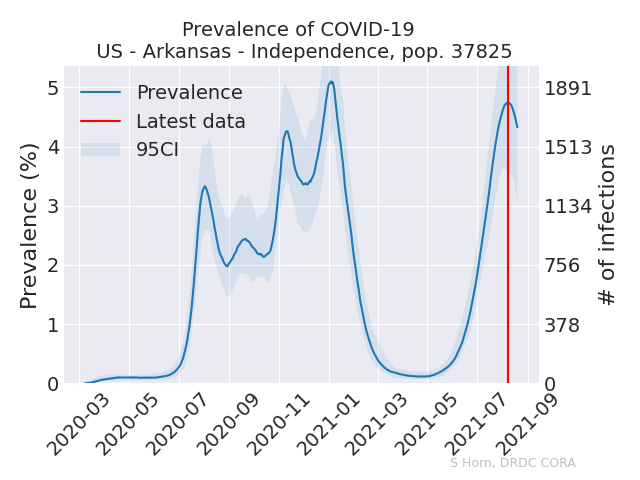 Prevalence of COVID-19
US - Arkansas - Independence, pop. 37825
Prevalence
Latest data
95CI
Prevalence (%)
5
4
3
2
1
0
1891
1513
1134
756
378
0
# of infections
2020-03
2020-05
2020-07
2020-09
2020-11
2021-01
2021-03
2021-05
2021-07
2021-09
S Horn, DRDC CORA